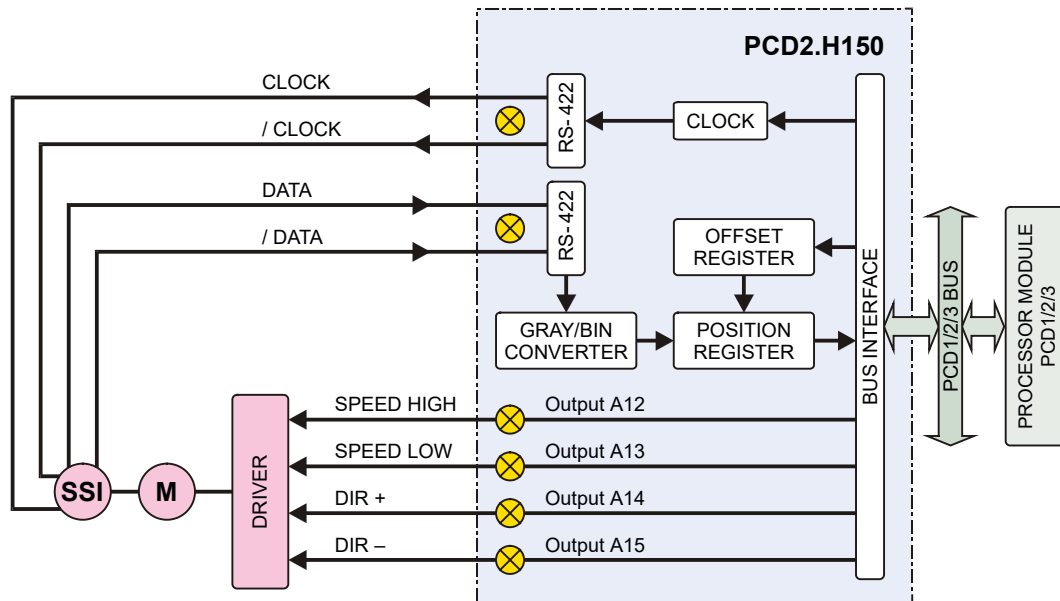 PCD2.H150
CLOCK
/ CLOCK
RS- 422
CLOCK
DATA
/ DATA
RS-422
OFFSET
REGISTER
GRAY/BIN
CONVERTER
POSITION
REGISTER
BUS INTERFACE
PCD1/2/3 BUS
PROCESSOR MODULE
PCD1/2/3
SPEED HIGH
Output A12
SPEED LOW
Output A13
DIR +
Output A14
DIR –
Output A15
DRIVER
SSI
M